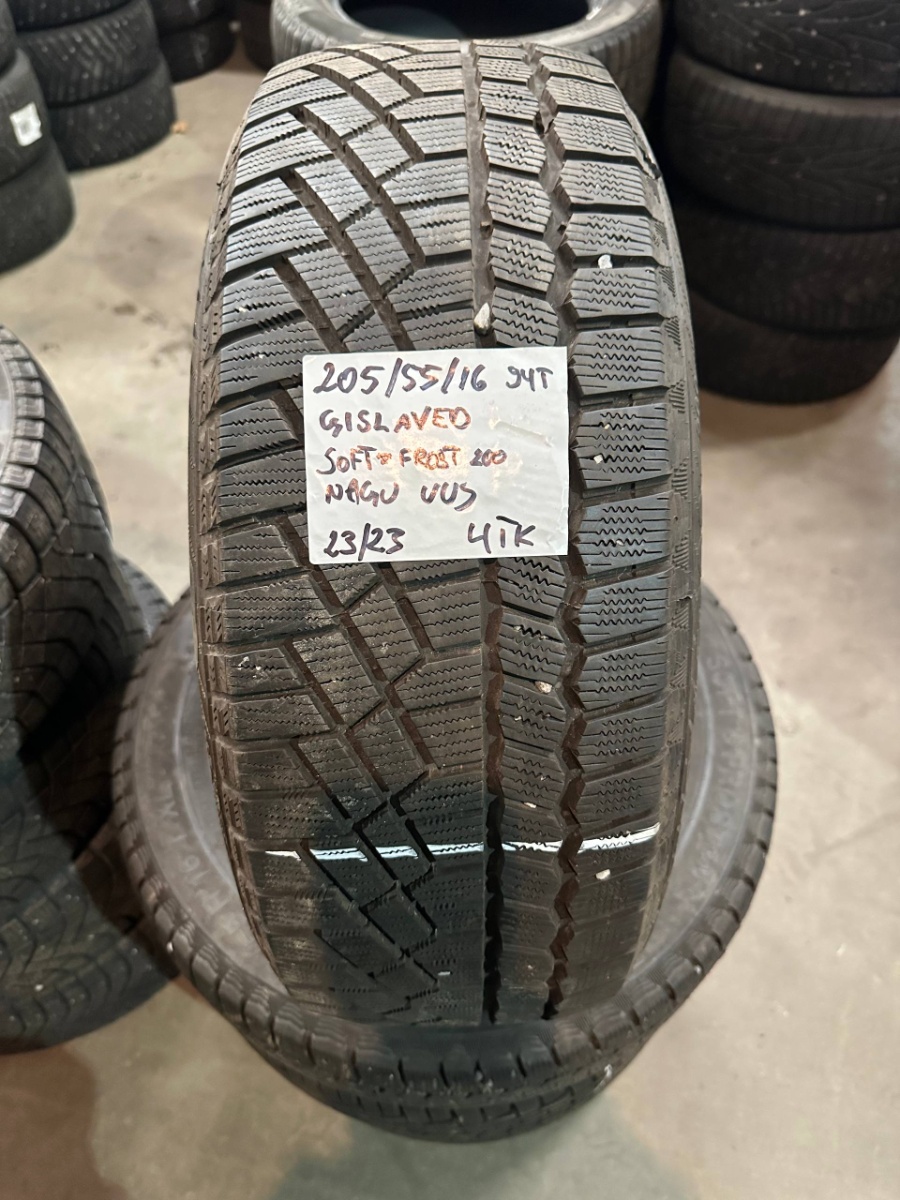 205/55/16 94T
GISLAVED
SOFT*FROST 200
NAGU UUS
23/23 4TK